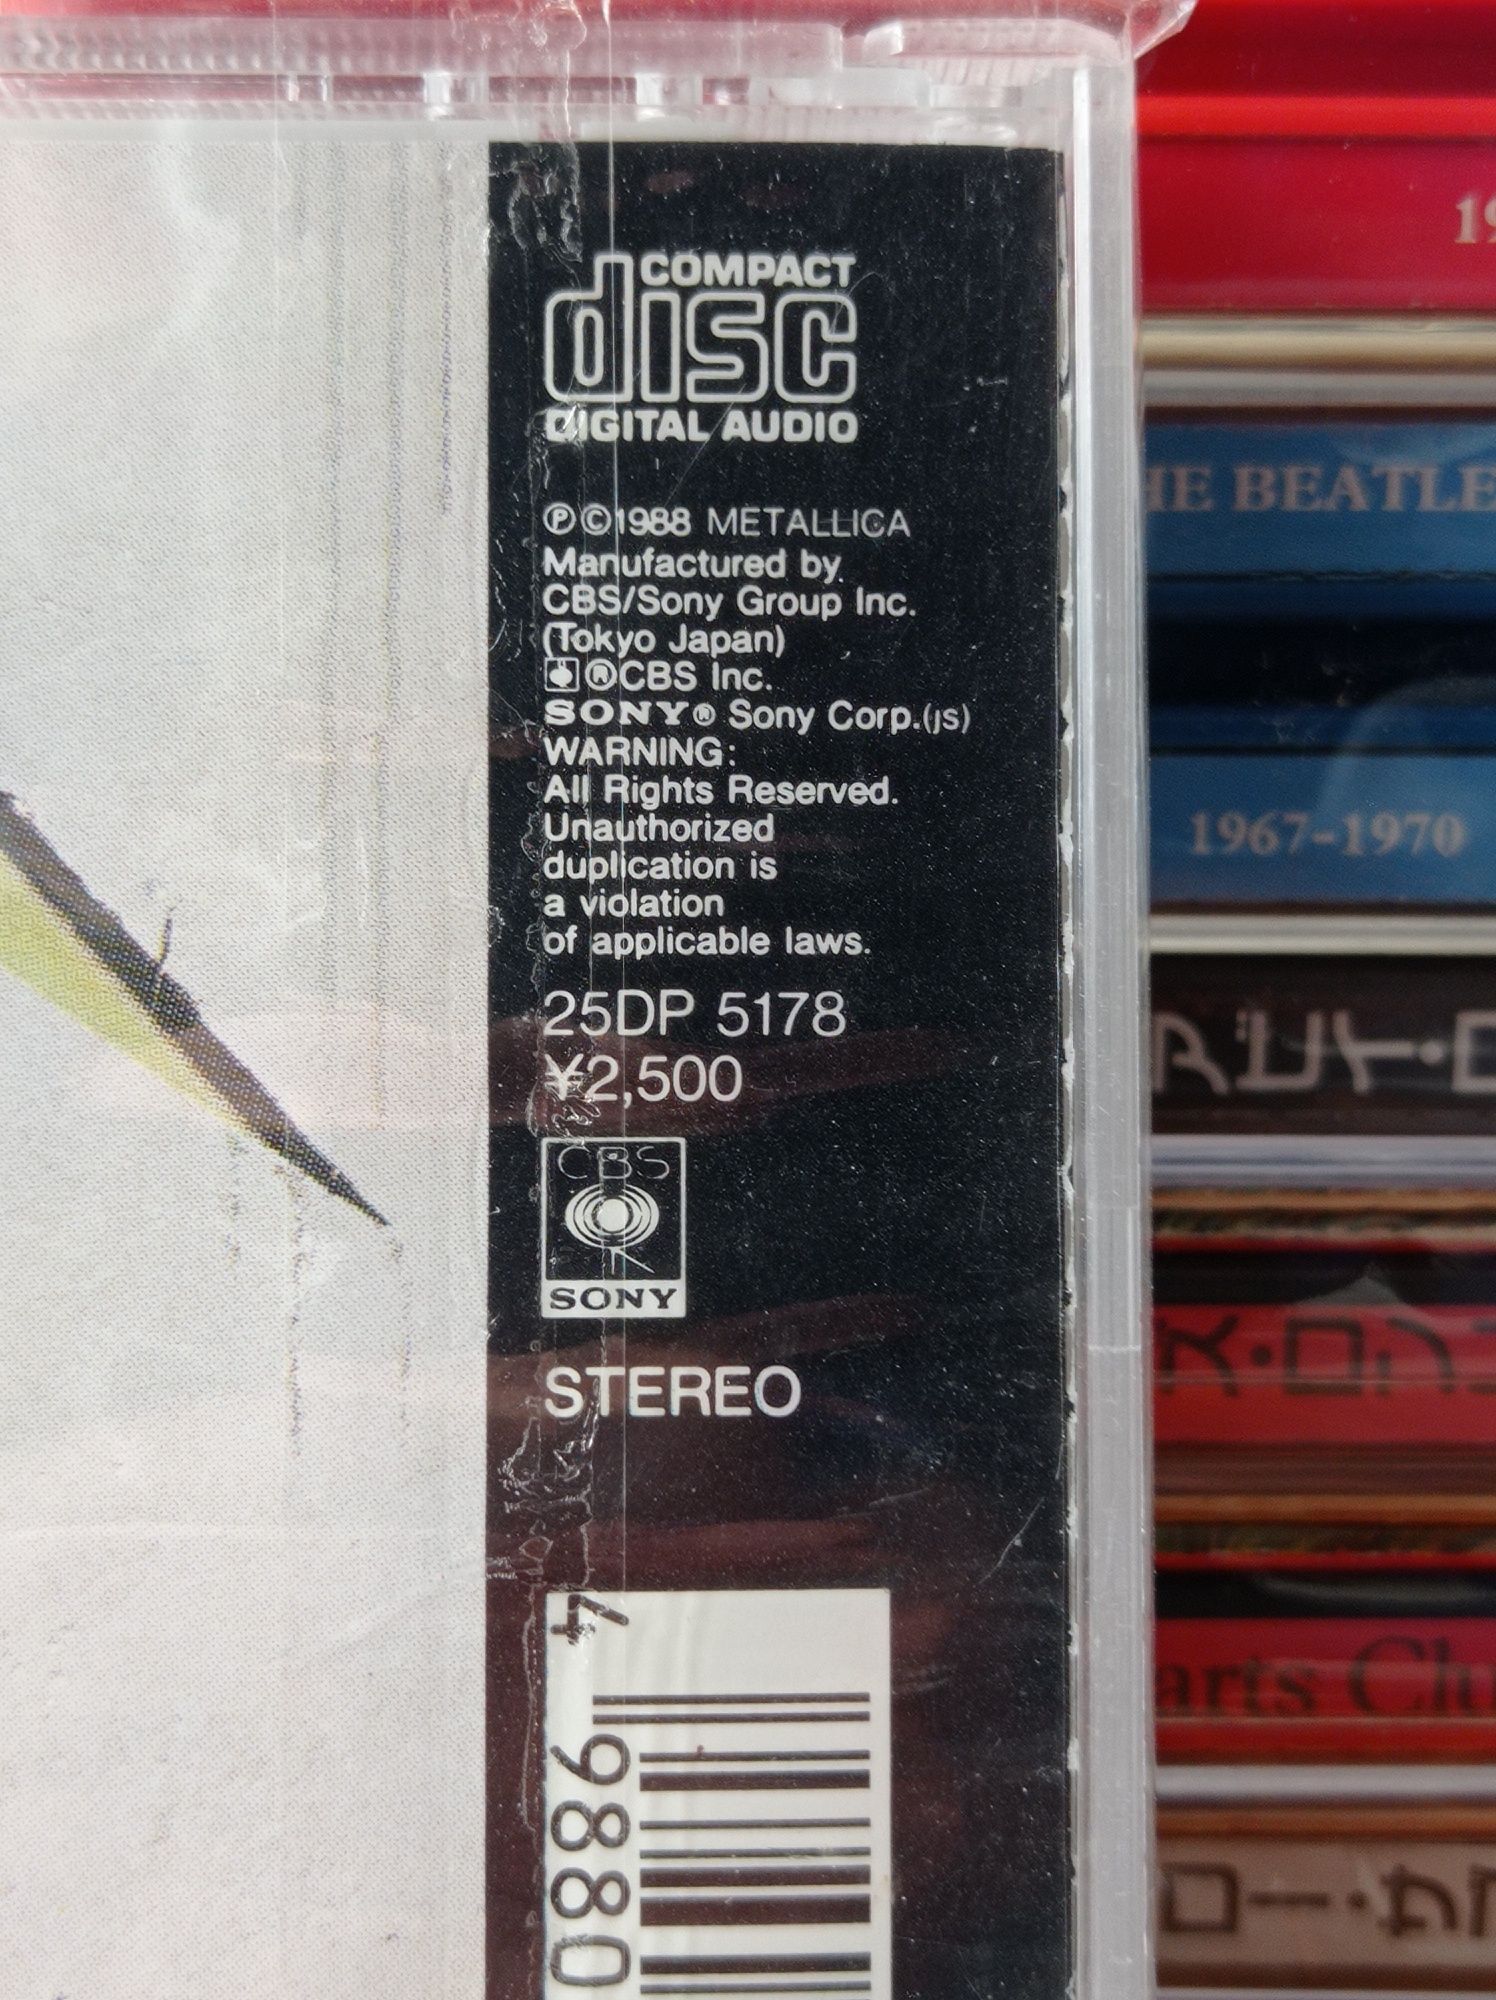 COMPACT
disc
DIGITAL AUDIO
Ⓟ©1988 METALLICA
Manufactured by
CBS/Sony Group Inc.
(Tokyo Japan)
®CBS Inc.
SONY® Sony Corp.(JS)
WARNING:
All Rights Reserved.
Unauthorized
duplication is
a violation
of applicable laws.
25DP 5178
¥2,500
CBS
SONY
STEREO
4 9880
HE BEATLE
1967-1970
arts Clu